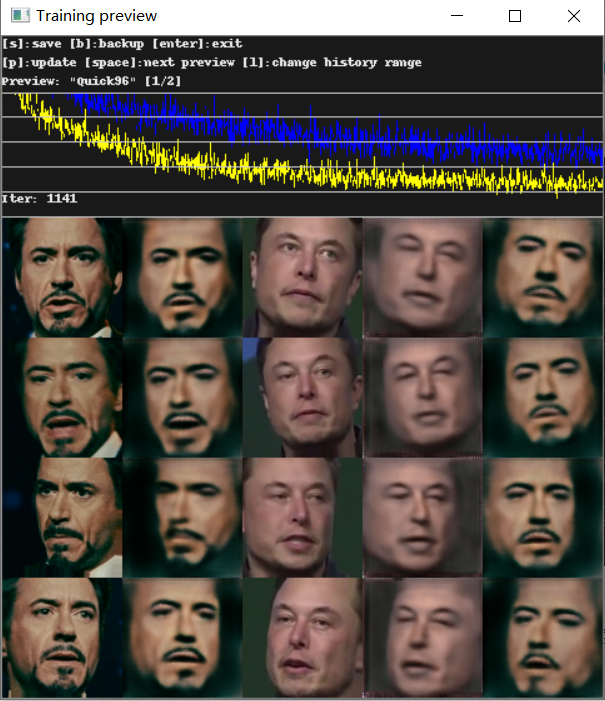 Training preview
[s]:save [b]:backup [enter]:exit
[p]:update [space]:next preview [l]:change history range
Preview: "Quick96" [1/2]
Iter: 1141